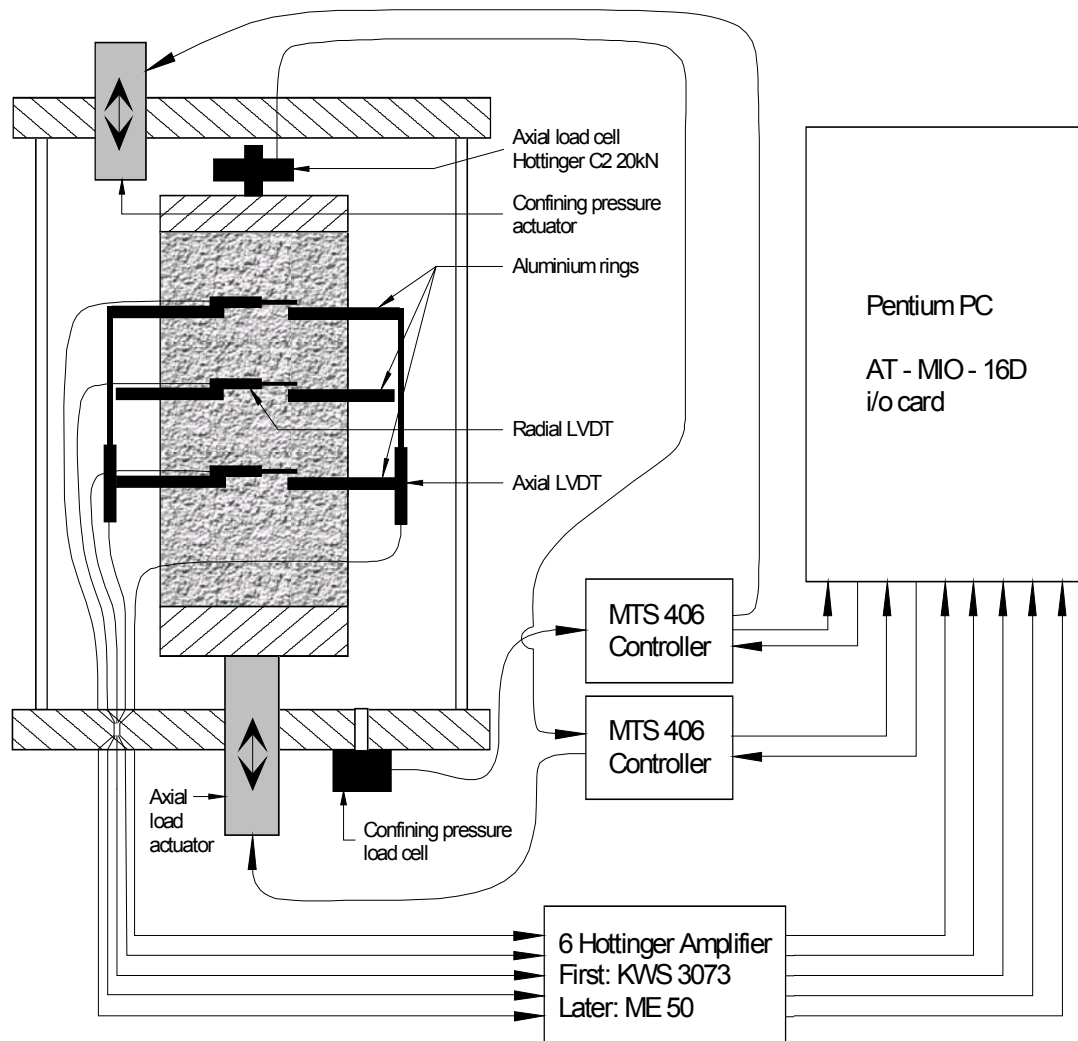 Axial load cell
Hottinger C2 20kN
Confining pressure
actuator
Aluminium rings
Radial LVDT
Axial LVDT
Pentium PC
AT - MIO - 16D
i/o card
MTS 406
Controller
MTS 406
Controller
Axial
load
actuator
Confining pressure
load cell
6 Hottinger Amplifier
First: KWS 3073
Later: ME 50